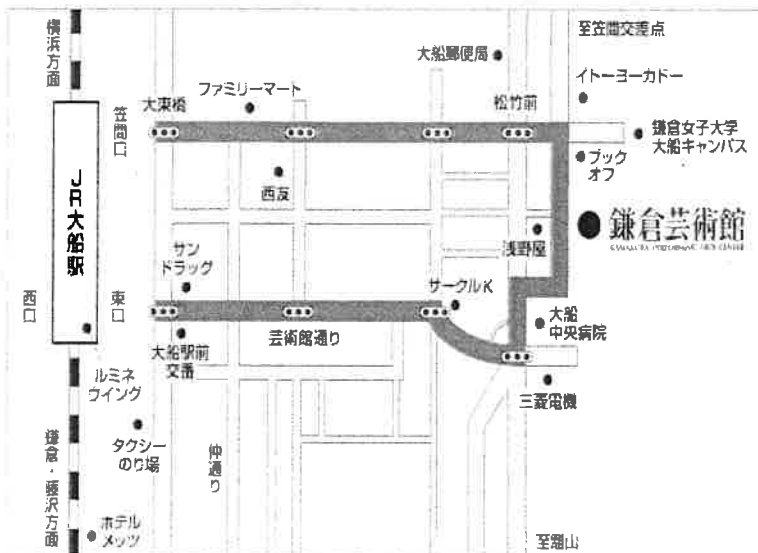 横浜方面
至笠間交差点
大船郵便局
イトーヨーカドー
ファミリーマート
大東橋
松竹前
笠間口
鎌倉女子大学
大船キャンパス
ブック
オフ
JR大船駅
西友
鎌倉芸術館
KAMAKURA PERFORMING ARTS CENTER
浅野屋
サン
ドラッグ
サークルK
西口
東口
大船
中央病院
芸術館通り
大船駅前
交番
ルミネ
ウイング
三菱電機
タクシー
のり場
仲通り
鎌倉・藤沢方面
ホテル
メッツ